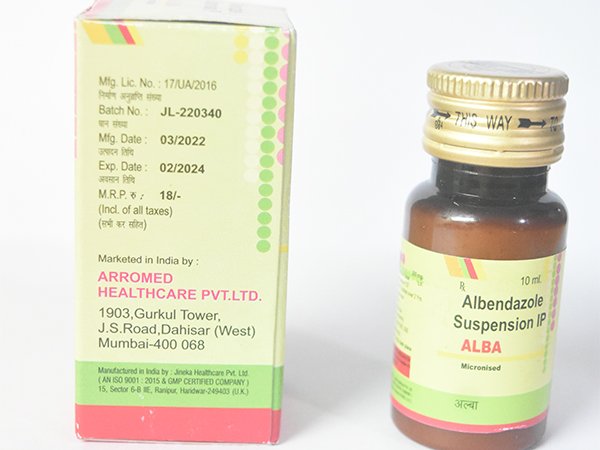 Mfg. Lic. No. : 17/UA/2016
निर्माण अनुज्ञप्ति संख्या
Batch No. : JL-220340
घान संख्या
Mfg. Date : 03/2022
उत्पादन तिथि
Exp. Date : 02/2024
अवसान तिथि
M.R.P. रु : 18/-
(Incl. of all taxes)
(सभी कर सहित)
Marketed in India by :
ARROMED
HEALTHCARE PVT.LTD.
1903,Gurkul Tower,
J.S.Road,Dahisar (West)
Mumbai-400 068
Manufactured in India by : Jineka Healthcare Pvt. Ltd.
( AN ISO 9001 : 2015 & GMP CERTIFIED COMPANY )
15, Sector 6-B IIE, Ranipur, Haridwar-249403 (U.K.)
THIS WAY TO
℞ 10 ml.
Albendazole
Suspension IP
ALBA
Micronised
अल्बा